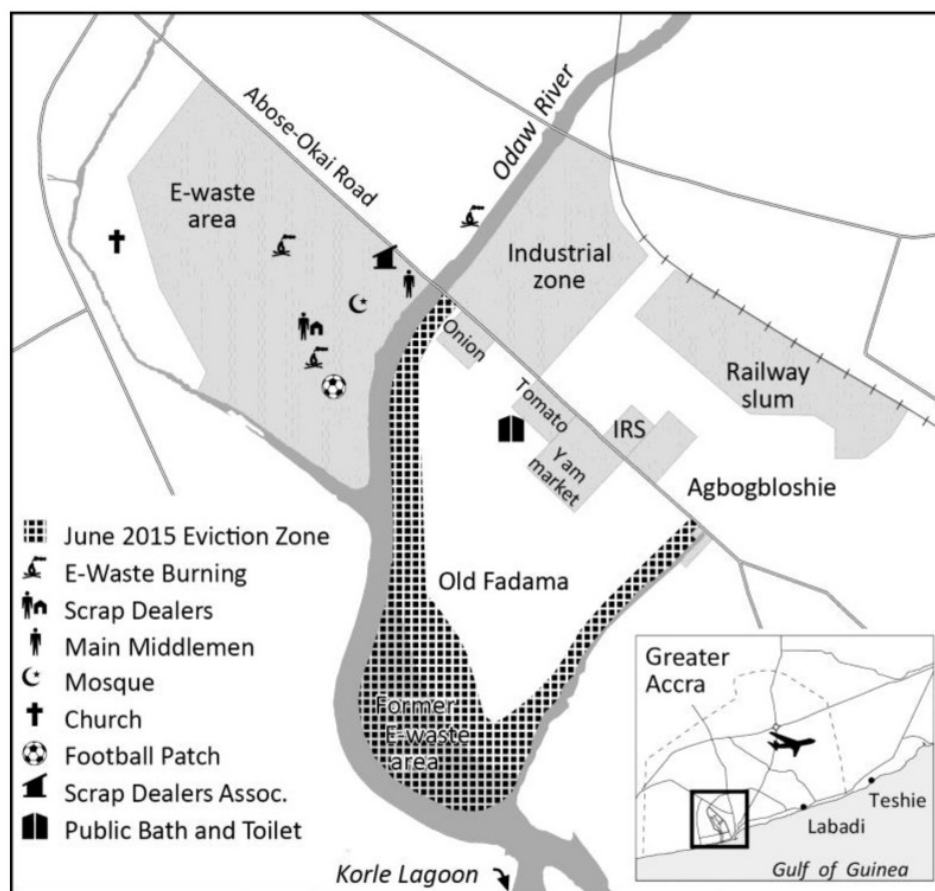 Abose-Okai Road
Odaw River
E-waste
area
Industrial
zone
Onion
Railway
slum
Tomato
IRS
Yam
market
Agbogbloshie
Old Fadama
Former
E-waste
area
June 2015 Eviction Zone
E-Waste Burning
Scrap Dealers
Main Middlemen
Mosque
Church
Football Patch
Scrap Dealers Assoc.
Public Bath and Toilet
Korle Lagoon
Greater
Accra
Teshie
Labadi
Gulf of Guinea